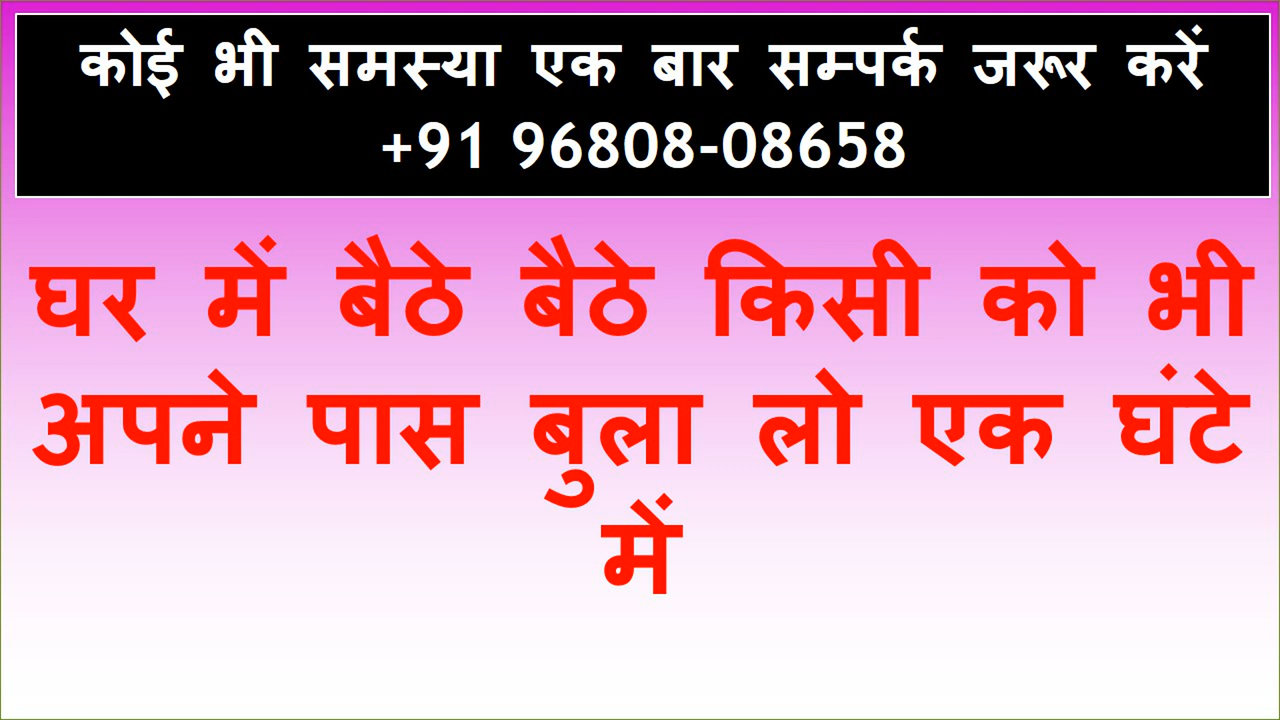 कोई भी समस्या एक बार सम्पर्क जरूर करें
+91 96808-08658
घर में बैठे बैठे किसी को भी
अपने पास बुला लो एक घंटे
में